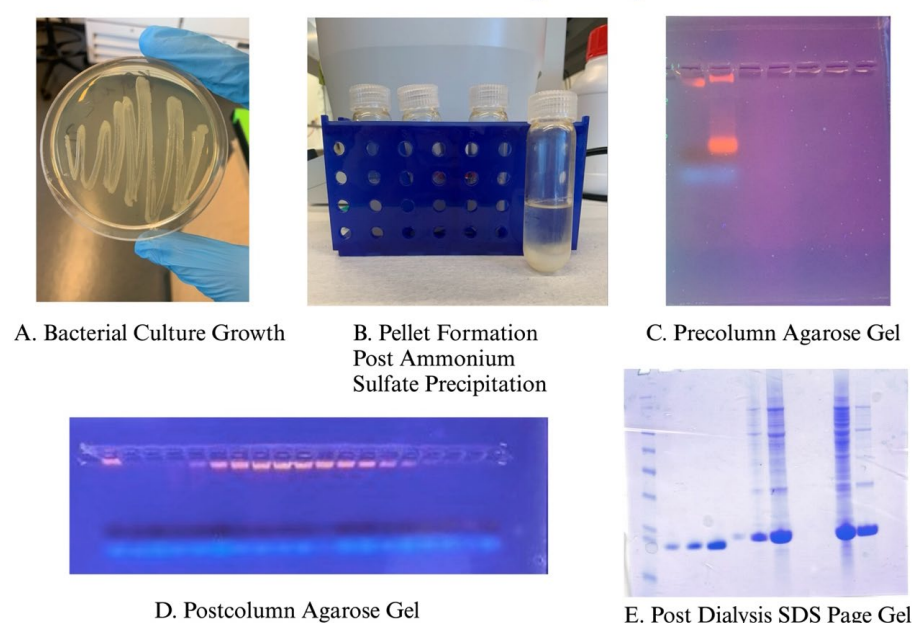 A. Bacterial Culture Growth
B. Pellet Formation
Post Ammonium
Sulfate Precipitation
C. Precolumn Agarose Gel
D. Postcolumn Agarose Gel
E. Post Dialysis SDS Page Gel